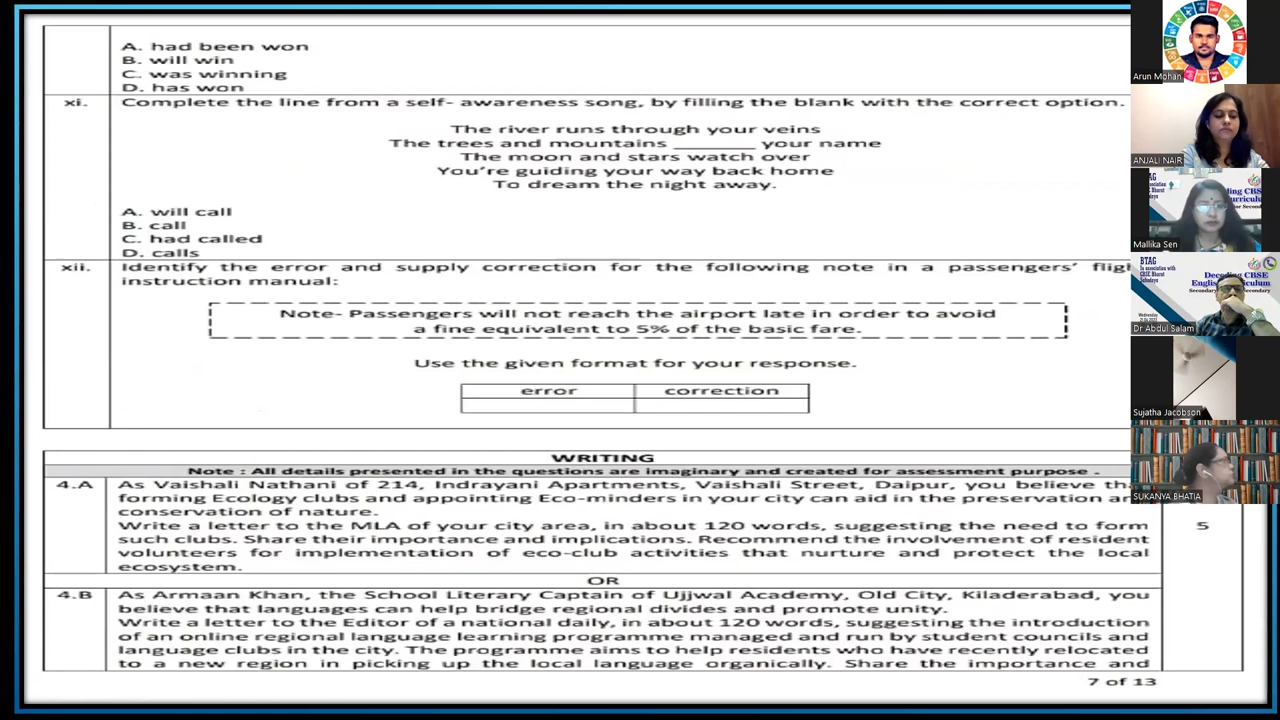 A. had been won
B. will win
C. was winning
D. has won
xi. Complete the line from a self- awareness song, by filling the blank with the correct option.
The river runs through your veins
The trees and mountains ________ your name
The moon and stars watch over
You're guiding your way back home
To dream the night away.
A. will call
B. call
C. had called
D. calls
xii. Identify the error and supply correction for the following note in a passengers' fligh
instruction manual:
Note- Passengers will not reach the airport late in order to avoid
a fine equivalent to 5% of the basic fare.
Use the given format for your response.
error correction
WRITING
Note : All details presented in the questions are imaginary and created for assessment purpose .
4.A As Vaishali Nathani of 214, Indrayani Apartments, Vaishali Street, Daipur, you believe tha
forming Ecology clubs and appointing Eco-minders in your city can aid in the preservation an
conservation of nature.
Write a letter to the MLA of your city area, in about 120 words, suggesting the need to form
such clubs. Share their importance and implications. Recommend the involvement of resident
volunteers for implementation of eco-club activities that nurture and protect the local
ecosystem.
5
OR
4.B As Armaan Khan, the School Literary Captain of Ujjwal Academy, Old City, Kiladerabad, you
believe that languages can help bridge regional divides and promote unity.
Write a letter to the Editor of a national daily, in about 120 words, suggesting the introduction
of an online regional language learning programme managed and run by student councils and
language clubs in the city. The programme aims to help residents who have recently relocated
to a new region in picking up the local language organically. Share the importance and
7 of 13
Arun Mohan
ANJALI NAIR
Mallika Sen
BTAG
In association with
CBSE Bharat
Sahodaya
Decoding CBSE
English Curriculum
Secondary
Wednesday
Dr Abdul Salam
Sujatha Jacobson
SUKANYA BHATIA